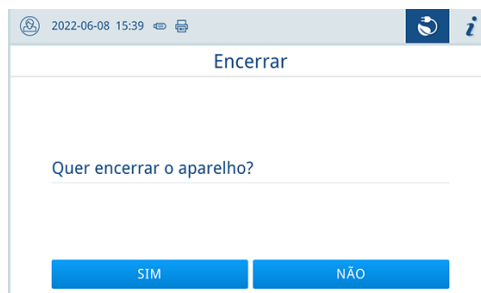 2022-06-08 15:39
i
Encerrar
Quer encerrar o aparelho?
SIM
NÃO